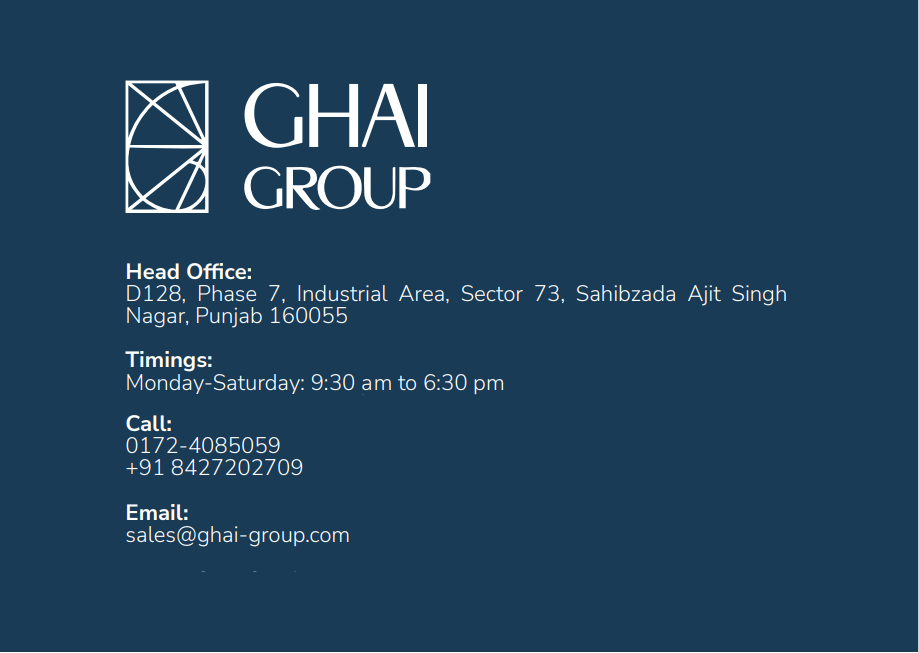 GHAI
GROUP
Head Office:
D128, Phase 7, Industrial Area, Sector 73, Sahibzada Ajit Singh
Nagar, Punjab 160055
Timings:
Monday-Saturday: 9:30 am to 6:30 pm
Call:
0172-4085059
+91 8427202709
Email:
sales@ghai-group.com